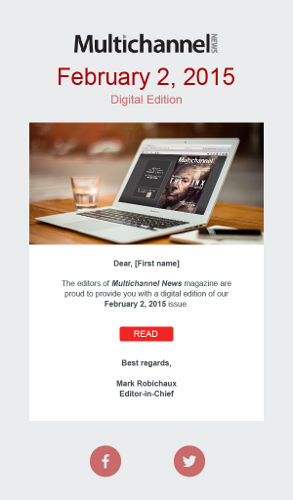 Multichannel NEWS
February 2, 2015
Digital Edition
Multichannel
Dear, [First name]
The editors of Multichannel News magazine are
proud to provide you with a digital edition of our
February 2, 2015 issue.
READ
Best regards,
Mark Robichaux
Editor-in-Chief